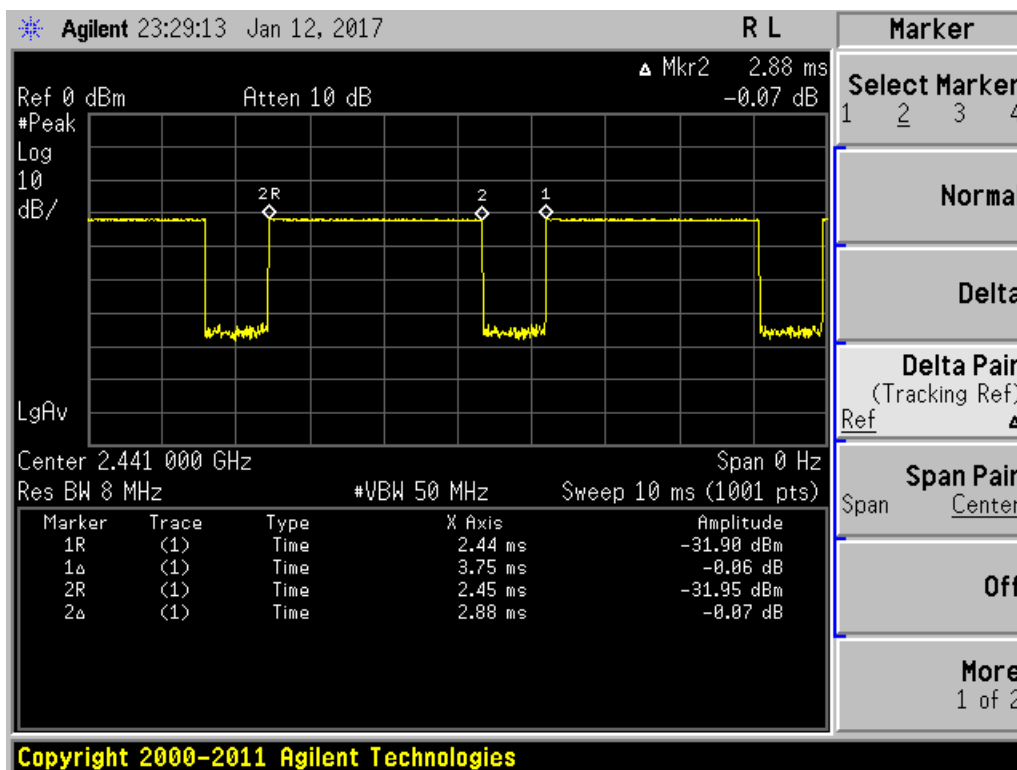 Agilent 23:29:13 Jan 12, 2017 R L
Δ Mkr2 2.88 ms
Ref 0 dBm Atten 10 dB -0.07 dB
#Peak
Log
10
dB/
2R 2 1
LgAv
Center 2.441 000 GHz Span 0 Hz
Res BW 8 MHz #VBW 50 MHz Sweep 10 ms (1001 pts)
Marker Trace Type X Axis Amplitude
1R (1) Time 2.44 ms -31.90 dBm
1Δ (1) Time 3.75 ms -0.06 dB
2R (1) Time 2.45 ms -31.95 dBm
2Δ (1) Time 2.88 ms -0.07 dB
Marker
Select Marker
1 2 3 4
Norma
Delta
Delta Pair
(Tracking Ref)
Ref Δ
Span Pair
Span Center
Off
More
1 of 2
Copyright 2000-2011 Agilent Technologies